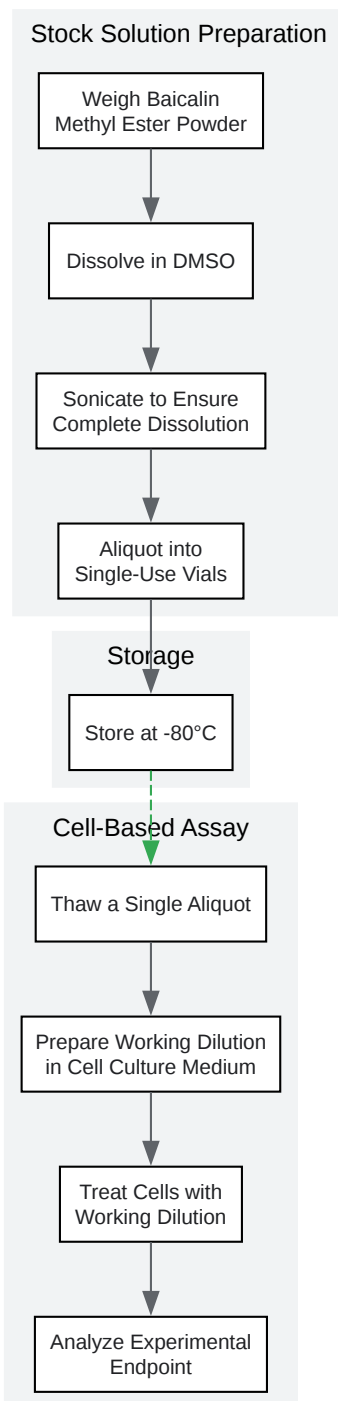 Stock Solution Preparation
Weigh Baicalin
Methyl Ester Powder
Dissolve in DMSO
Sonicate to Ensure
Complete Dissolution
Aliquot into
Single-Use Vials
Storage
Store at -80°C
Cell-Based Assay
Thaw a Single Aliquot
Prepare Working Dilution
in Cell Culture Medium
Treat Cells with
Working Dilution
Analyze Experimental
Endpoint